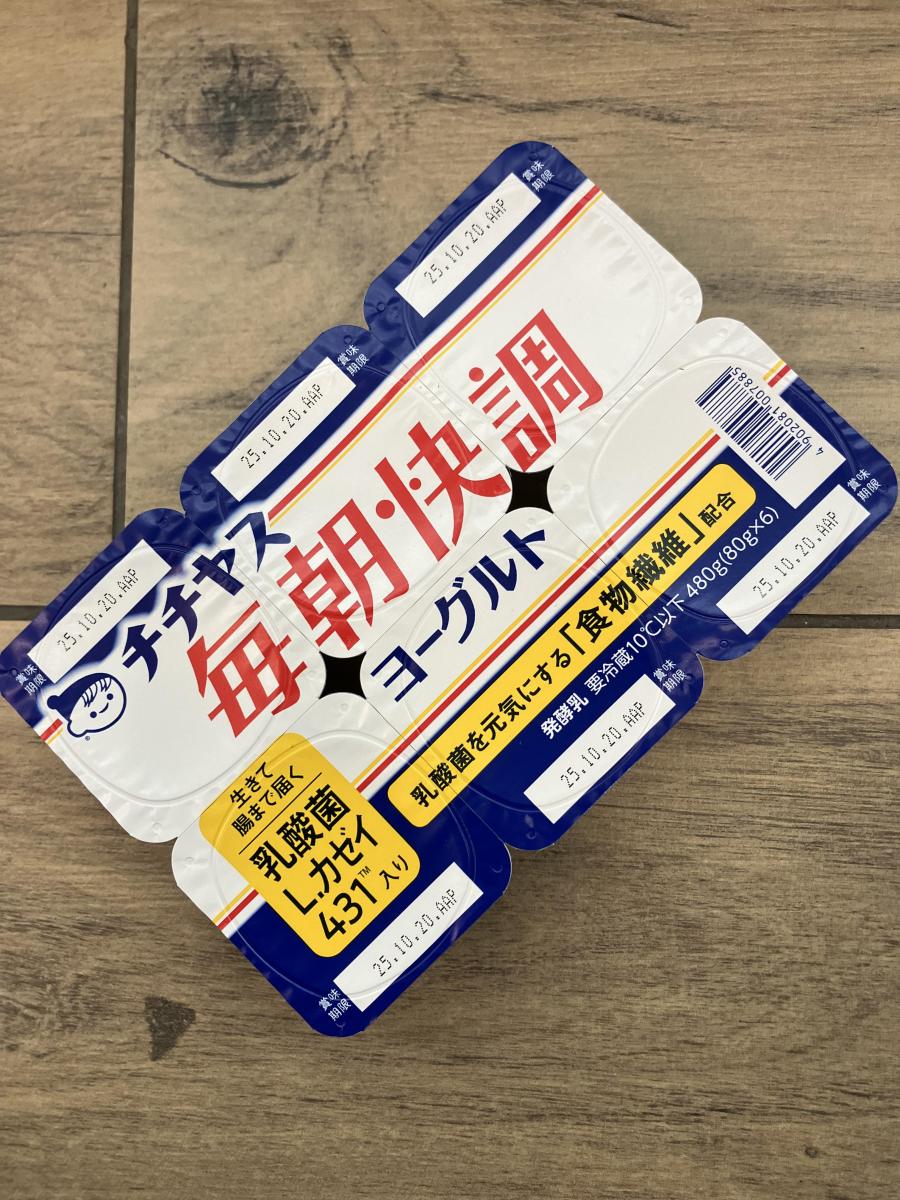 賞味
期限
25.10.20.AAP
賞味
期限
25.10.20.AAP
賞味
期限
25.10.20.AAP
チチヤス
®
毎朝快調
ヨーグルト
4 902081 007885
乳酸菌を元気にする「食物繊維」配合
発酵乳 要冷蔵10℃以下 480g(80g×6)
生きて
腸まで届く
乳酸菌
L.カゼイ
431™入り
賞味
期限
25.10.20.AAP
賞味
期限
25.10.20.AAP
賞味
期限
25.10.20.AAP